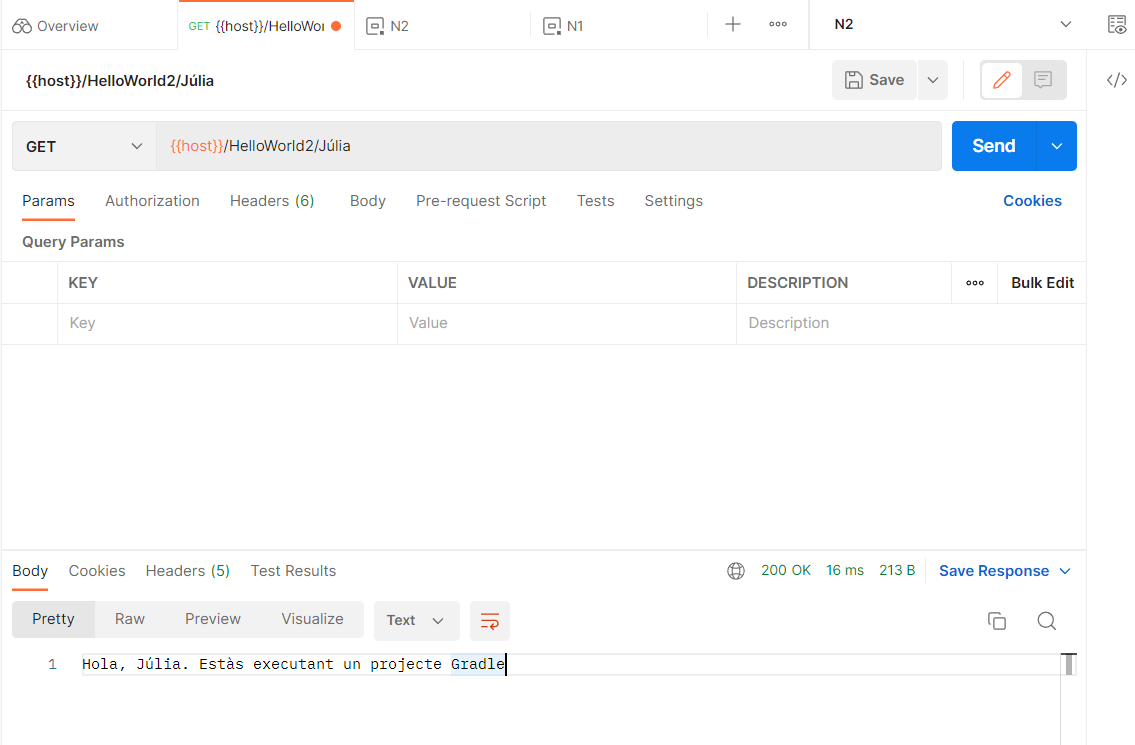 Overview GET {{host}}/HelloWor N2 N1 N2
{{host}}/HelloWorld2/Júlia Save
GET {{host}}/HelloWorld2/Júlia Send
Params Authorization Headers (6) Body Pre-request Script Tests Settings Cookies
Query Params
KEY VALUE DESCRIPTION Bulk Edit
Key Value Description
Body Cookies Headers (5) Test Results 200 OK 16 ms 213 B Save Response
Pretty Raw Preview Visualize Text
1 Hola, Júlia. Estàs executant un projecte Gradle